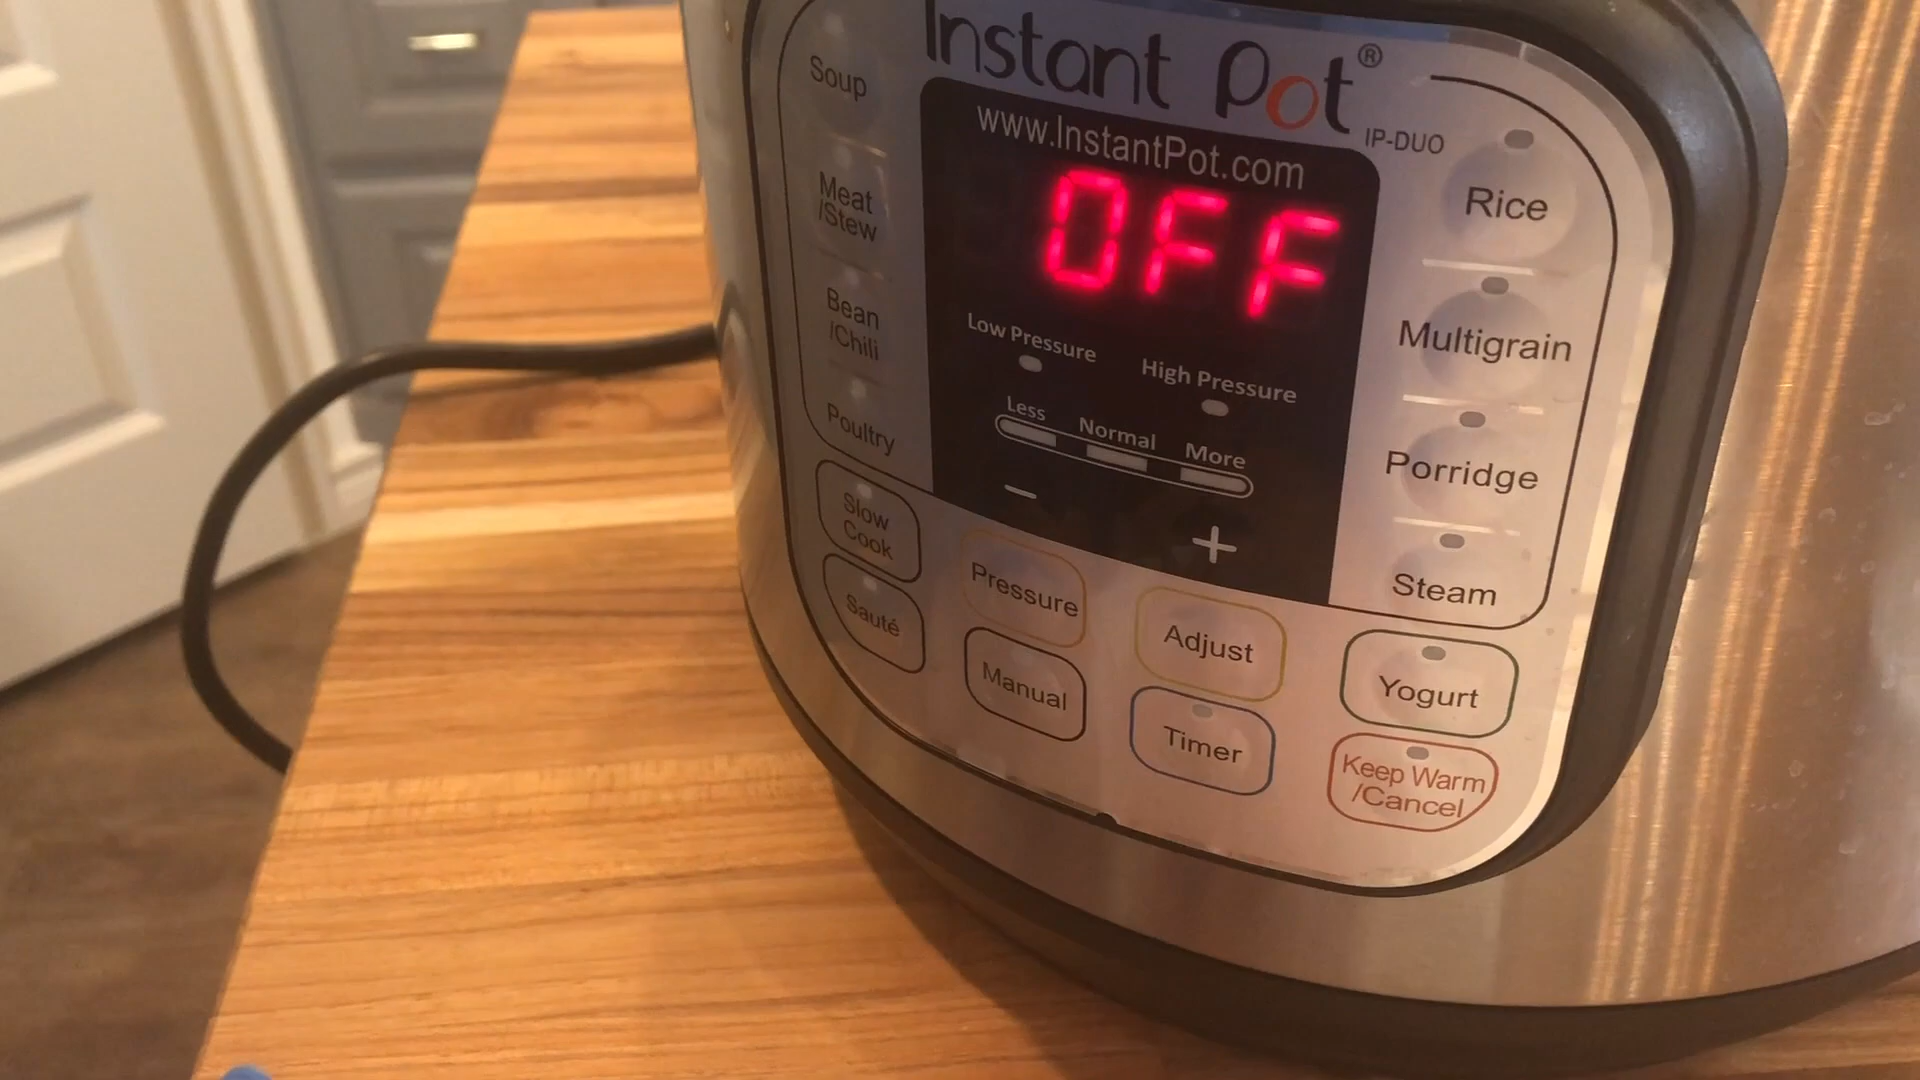 Instant Pot®
IP-DUO
www.InstantPot.com
OFF
Low Pressure
High Pressure
Less
Normal
More
−
+
Soup
Meat
/Stew
Bean
/Chili
Poultry
Slow
Cook
Sauté
Pressure
Manual
Adjust
Timer
Rice
Multigrain
Porridge
Steam
Yogurt
Keep Warm
/Cancel